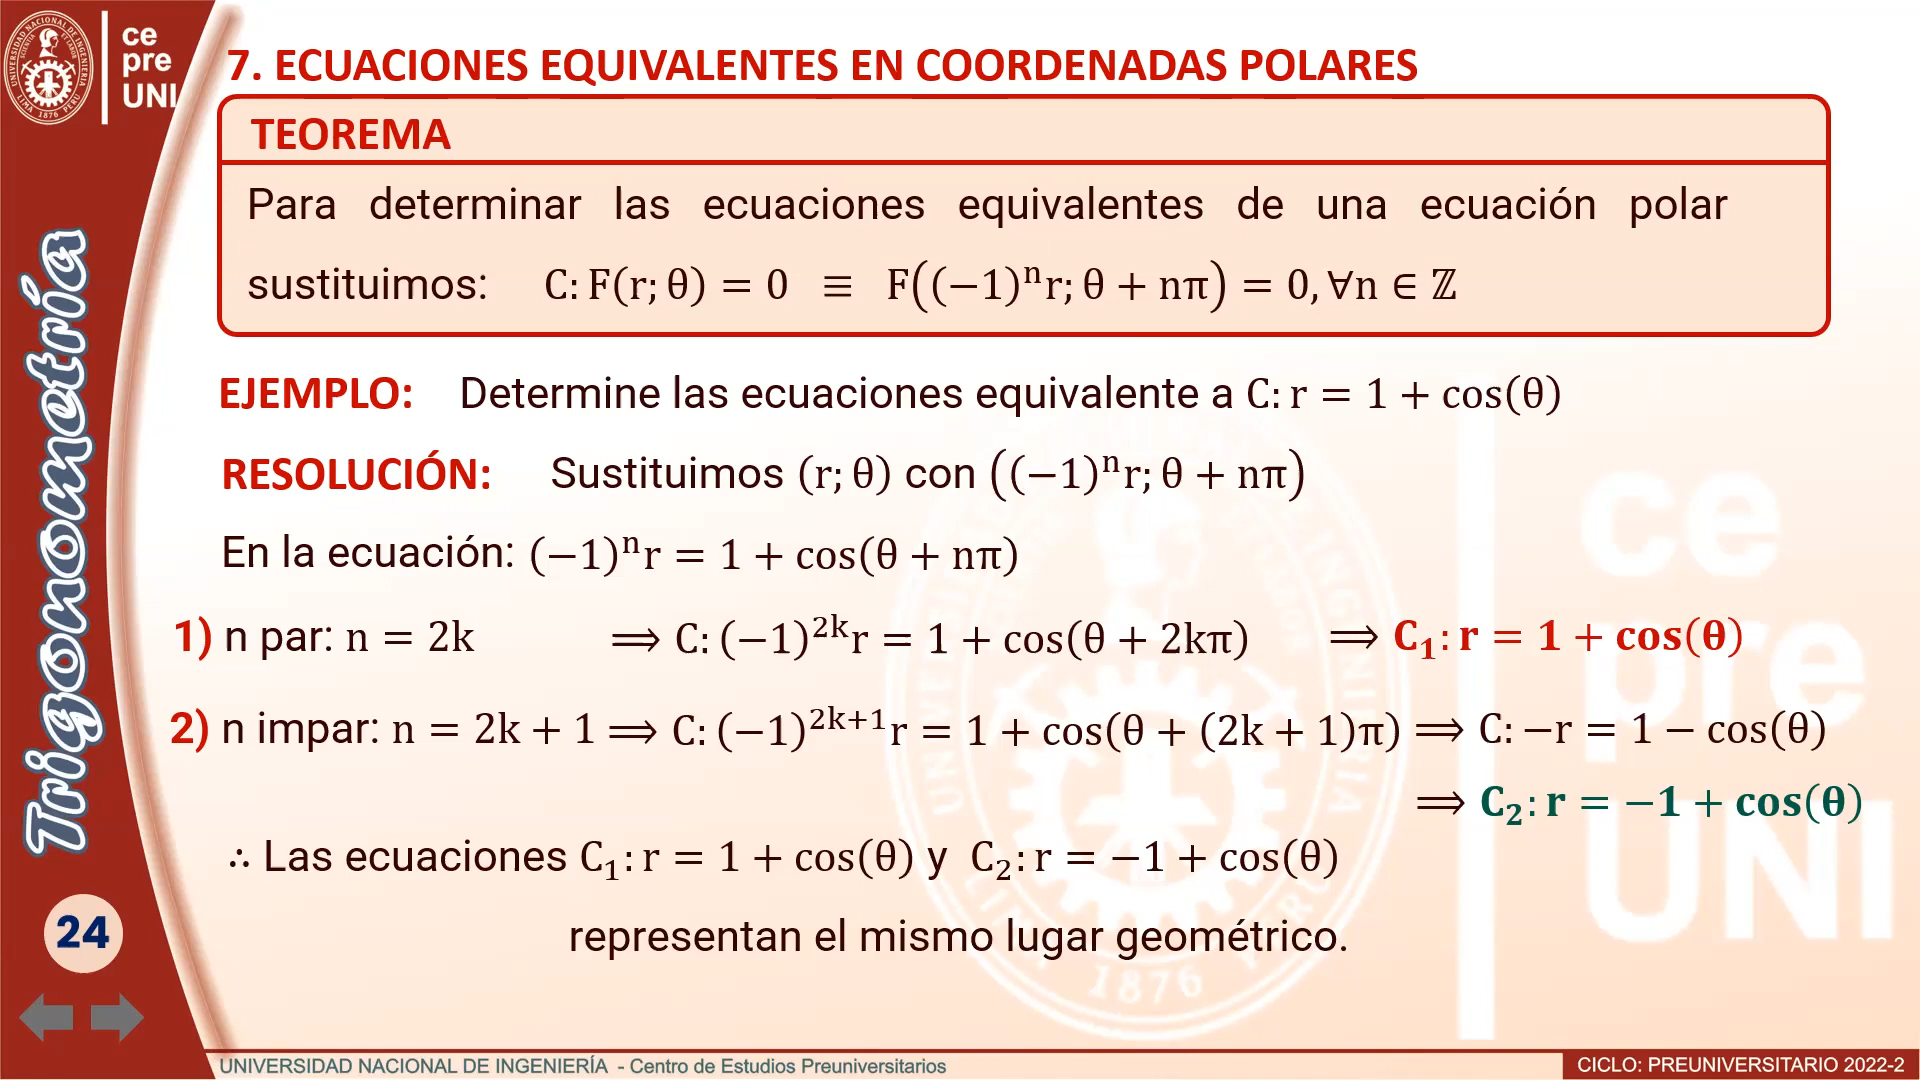 ce
pre
UNI
7. ECUACIONES EQUIVALENTES EN COORDENADAS POLARES
TEOREMA
Para determinar las ecuaciones equivalentes de una ecuación polar
sustituimos: C: F(r; θ) = 0 ≡ F((−1)ⁿr; θ + nπ) = 0, ∀n ∈ ℤ
EJEMPLO: Determine las ecuaciones equivalente a C: r = 1 + cos(θ)
RESOLUCIÓN: Sustituimos (r; θ) con ((−1)ⁿr; θ + nπ)
En la ecuación: (−1)ⁿr = 1 + cos(θ + nπ)
1) n par: n = 2k ⟹ C: (−1)²ᵏr = 1 + cos(θ + 2kπ) ⟹ C₁: r = 1 + cos(θ)
2) n impar: n = 2k + 1 ⟹ C: (−1)²ᵏ⁺¹r = 1 + cos(θ + (2k + 1)π) ⟹ C: −r = 1 − cos(θ)
⟹ C₂: r = −1 + cos(θ)
∴ Las ecuaciones C₁: r = 1 + cos(θ) y C₂: r = −1 + cos(θ)
representan el mismo lugar geométrico.
Trigonometría
24
ce
pre
UNI
1876
UNIVERSIDAD NACIONAL DE INGENIERÍA - Centro de Estudios Preuniversitarios
CICLO: PREUNIVERSITARIO 2022-2